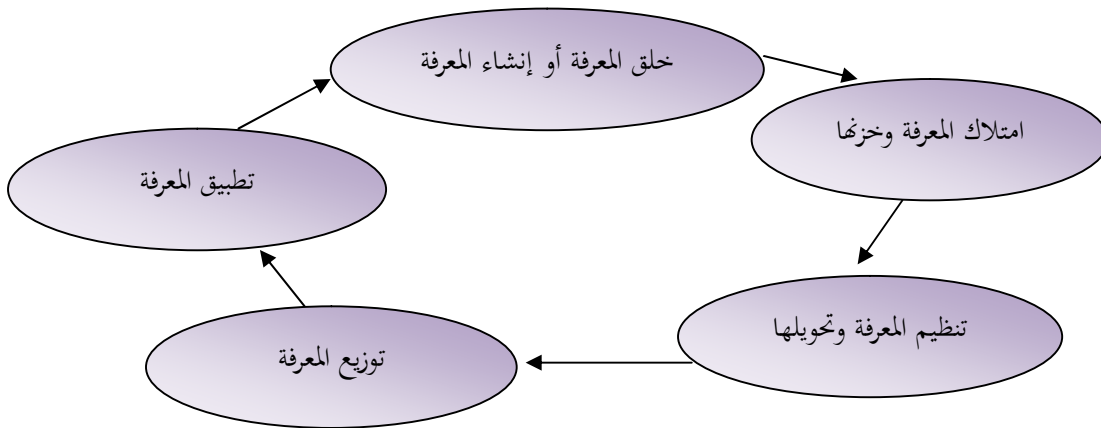 خلق المعرفة أو إنشاء المعرفة
امتلاك المعرفة وخزنها
تنظيم المعرفة وتحويلها
توزيع المعرفة
تطبيق المعرفة